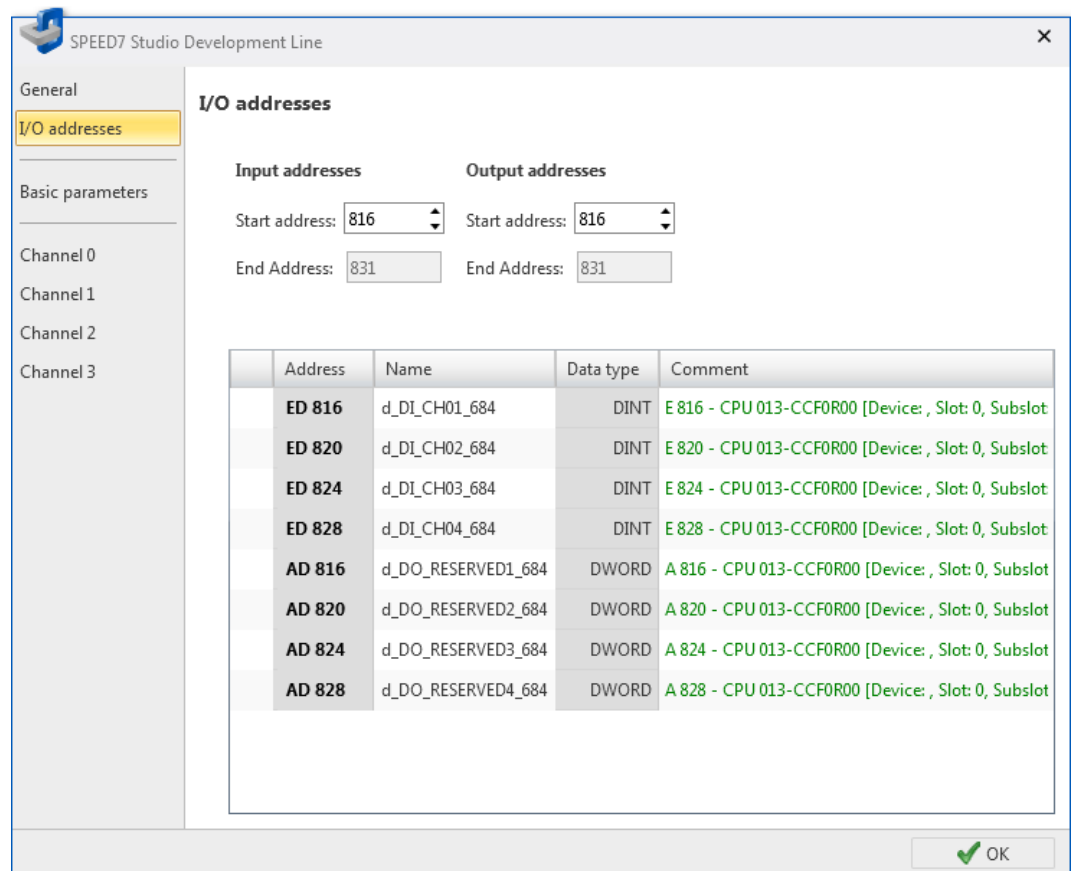 SPEED7 Studio Development Line
General
I/O addresses
Basic parameters
Channel 0
Channel 1
Channel 2
Channel 3
I/O addresses
Input addresses Output addresses
Start address: 816 Start address: 816
End Address: 831 End Address: 831
Address Name Data type Comment
ED 816 d_DI_CH01_684 DINT E 816 - CPU 013-CCF0R00 [Device: , Slot: 0, Subslot:
ED 820 d_DI_CH02_684 DINT E 820 - CPU 013-CCF0R00 [Device: , Slot: 0, Subslot:
ED 824 d_DI_CH03_684 DINT E 824 - CPU 013-CCF0R00 [Device: , Slot: 0, Subslot:
ED 828 d_DI_CH04_684 DINT E 828 - CPU 013-CCF0R00 [Device: , Slot: 0, Subslot:
AD 816 d_DO_RESERVED1_684 DWORD A 816 - CPU 013-CCF0R00 [Device: , Slot: 0, Subslot
AD 820 d_DO_RESERVED2_684 DWORD A 820 - CPU 013-CCF0R00 [Device: , Slot: 0, Subslot
AD 824 d_DO_RESERVED3_684 DWORD A 824 - CPU 013-CCF0R00 [Device: , Slot: 0, Subslot
AD 828 d_DO_RESERVED4_684 DWORD A 828 - CPU 013-CCF0R00 [Device: , Slot: 0, Subslot
OK